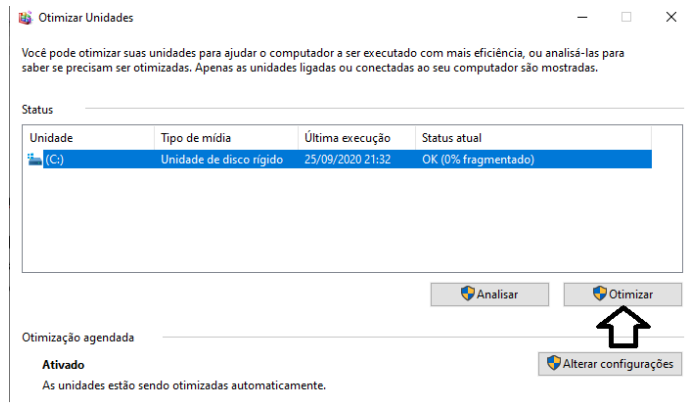 Otimizar Unidades
Você pode otimizar suas unidades para ajudar o computador a ser executado com mais eficiência, ou analisá-las para
saber se precisam ser otimizadas. Apenas as unidades ligadas ou conectadas ao seu computador são mostradas.
Status
Unidade Tipo de mídia Última execução Status atual
(C:) Unidade de disco rígido 25/09/2020 21:32 OK (0% fragmentado)
Analisar Otimizar
Otimização agendada
Ativado Alterar configurações
As unidades estão sendo otimizadas automaticamente.